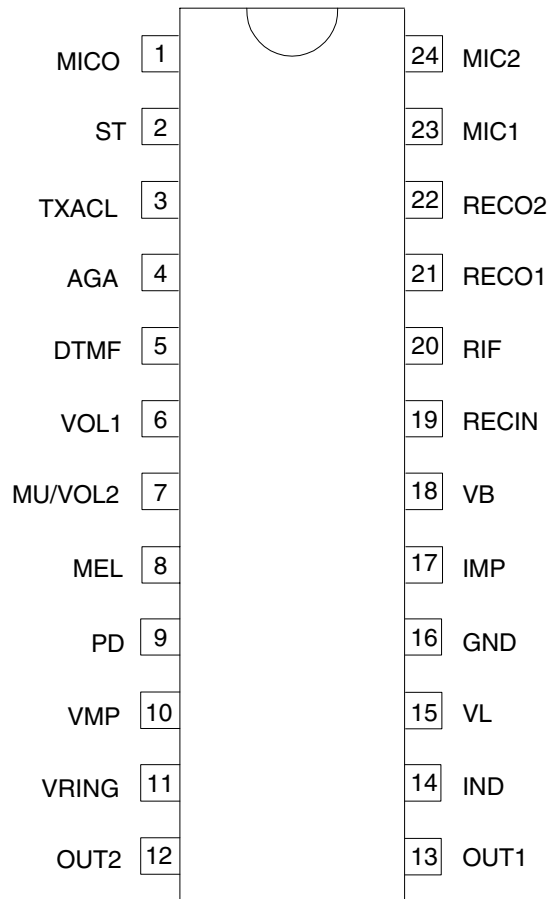 MICO 1 24 MIC2
ST 2 23 MIC1
TXACL 3 22 RECO2
AGA 4 21 RECO1
DTMF 5 20 RIF
VOL1 6 19 RECIN
MU/VOL2 7 18 VB
MEL 8 17 IMP
PD 9 16 GND
VMP 10 15 VL
VRING 11 14 IND
OUT2 12 13 OUT1